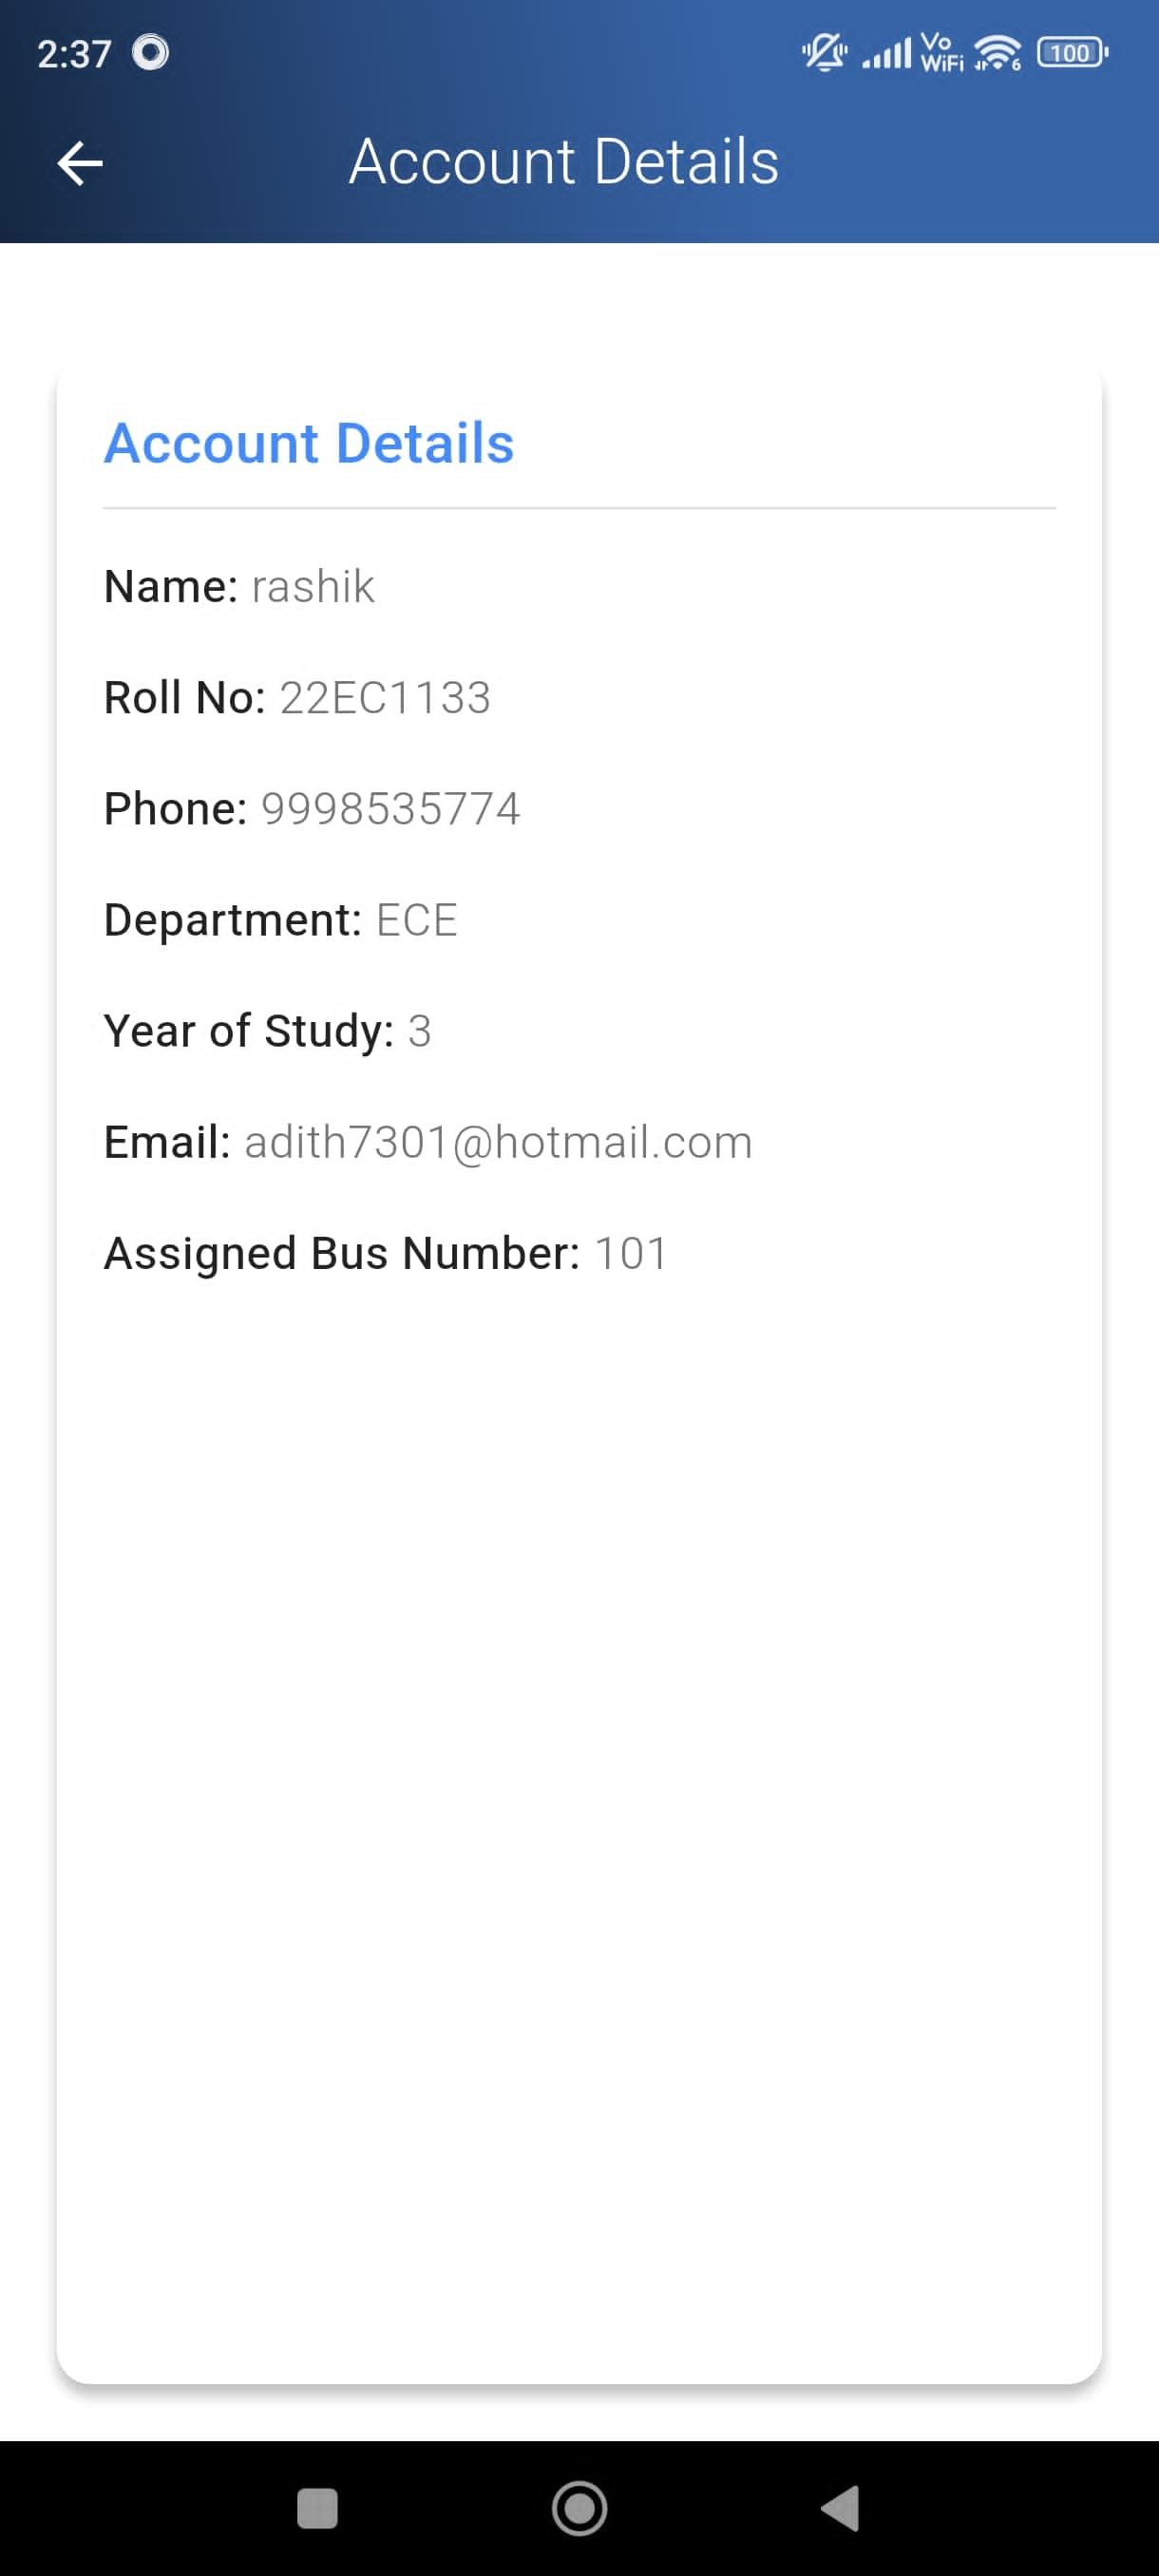 2:37
Vo
WiFi
6
100
Account Details
Account Details
Name: rashik
Roll No: 22EC1133
Phone: 9998535774
Department: ECE
Year of Study: 3
Email: adith7301@hotmail.com
Assigned Bus Number: 101